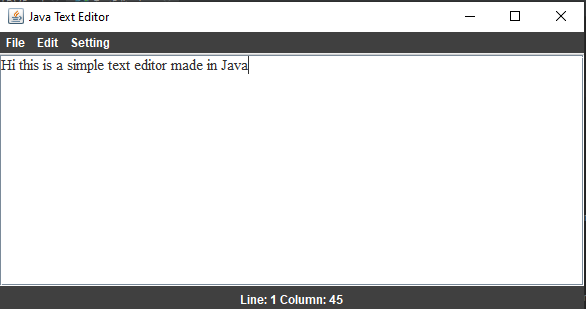 Java Text Editor
File Edit Setting
Hi this is a simple text editor made in Java
Line: 1 Column: 45